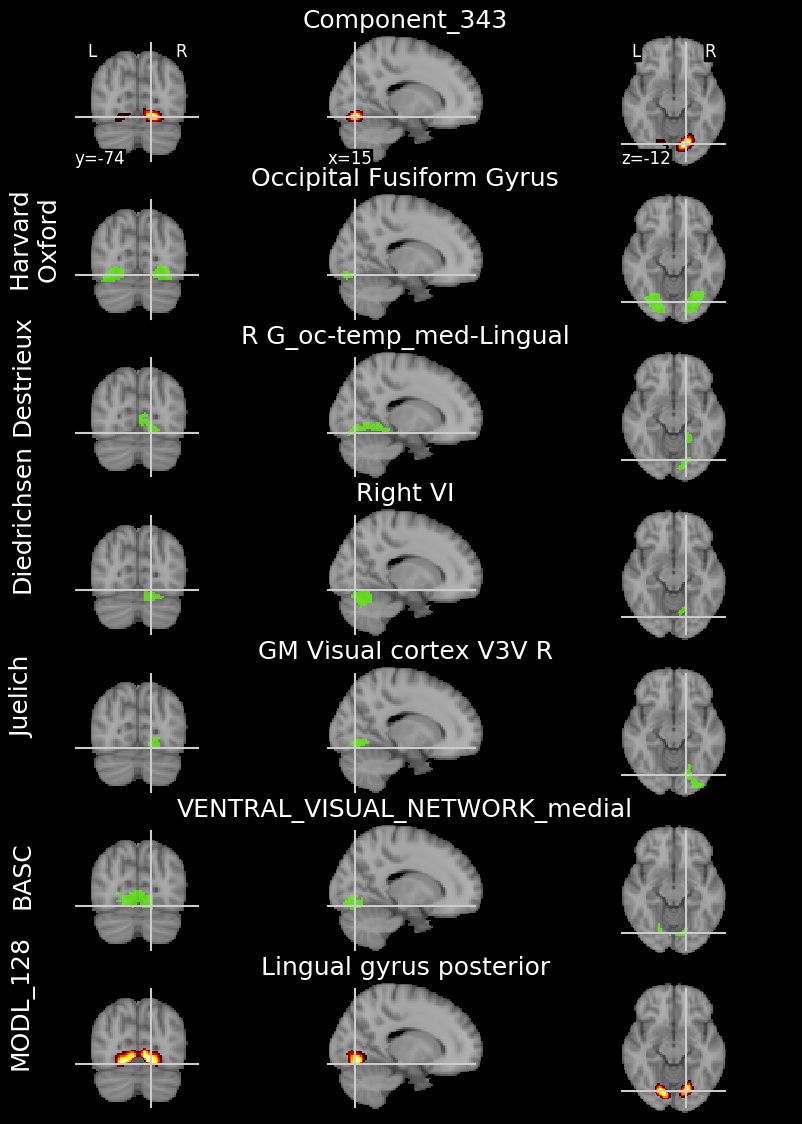 Component_343
L R
L R
y=-74
x=15
z=-12
Harvard
Oxford
Occipital Fusiform Gyrus
Destrieux
R G_oc-temp_med-Lingual
Diedrichsen
Right VI
Juelich
GM Visual cortex V3V R
BASC
VENTRAL_VISUAL_NETWORK_medial
MODL_128
Lingual gyrus posterior